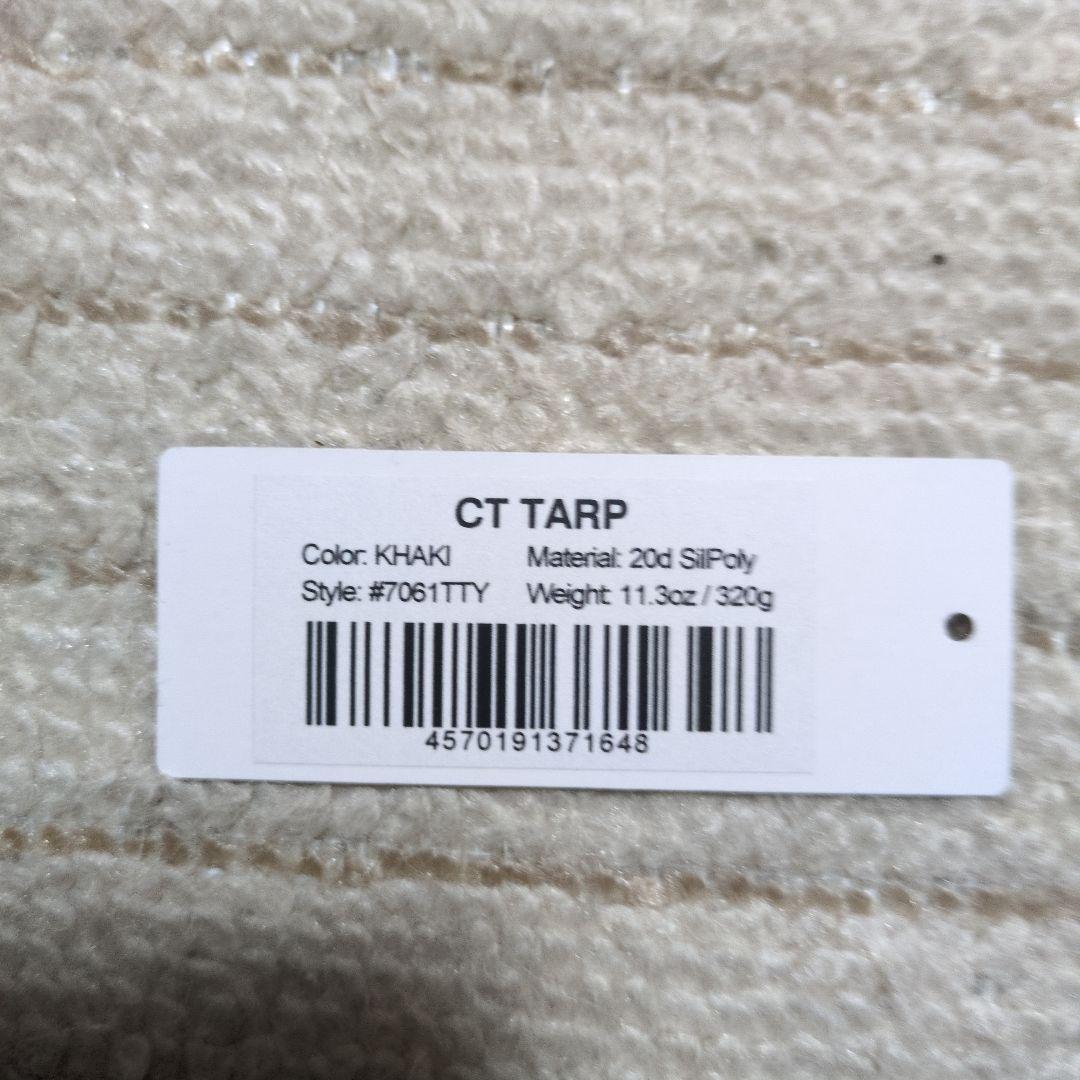 CT TARP
Color: KHAKI Material: 20d SilPoly
Style: #7061TTY Weight: 11.3oz / 320g
4570191371648